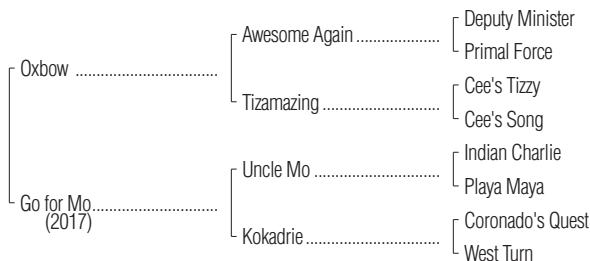 Deputy Minister
Awesome Again
Primal Force
Oxbow
Cee's Tizzy
Tizamazing
Cee's Song
Indian Charlie
Uncle Mo
Playa Maya
Go for Mo
(2017)
Coronado's Quest
Kokadrie
West Turn